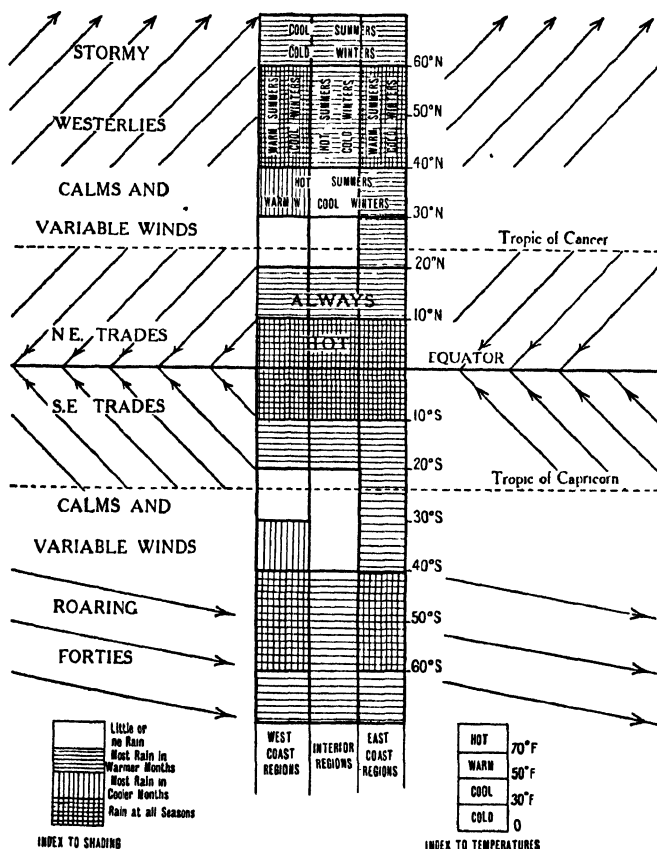 COOL SUMMERS
COLD WINTERS
STORMY
60°N
WARM SUMMERS
COOL WINTERS
HOT SUMMERS
COLD WINTERS
WARM SUMMERS
COLD WINTERS
50°N
WESTERLIES
40°N
CALMS AND
HOT SUMMERS
WARM W COOL WINTERS
30°N
VARIABLE WINDS
Tropic of Cancer
20°N
ALWAYS
10°N
N.E. TRADES
HOT
EQUATOR
S.E TRADES
10°S
20°S
Tropic of Capricorn
CALMS AND
30°S
VARIABLE WINDS
40°S
ROARING
50°S
FORTIES
60°S
Little or
no Rain
Most Rain in
Warmer Months
Most Rain in
Cooler Months
Rain at all Seasons
INDEX TO SHADING
WEST
COAST
REGIONS
INTERIOR
REGIONS
EAST
COAST
REGIONS
HOT
70°F
WARM
50°F
COOL
30°F
COLD
0
INDEX TO TEMPERATURES